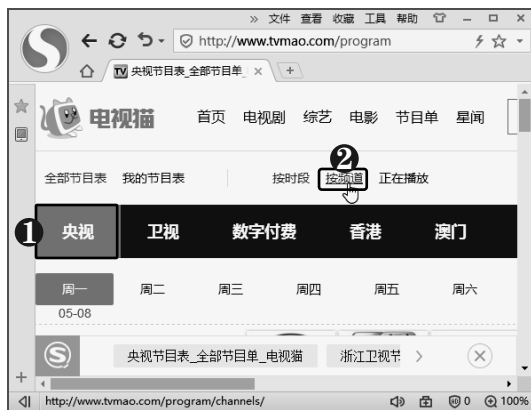 » 文件 查看 收藏 工具 帮助
http://www.tvmao.com/program
TV 央视节目表_全部节目单_ × +
电视猫 首页 电视剧 综艺 电影 节目单 星闻
2
全部节目表 我的节目表 按时段 按频道 正在播放
1 央视 卫视 数字付费 香港 澳门
周一 周二 周三 周四 周五 周六
05-08
S 央视节目表_全部节目单_电视猫 浙江卫视节
http://www.tvmao.com/program/channels/ 0 100%